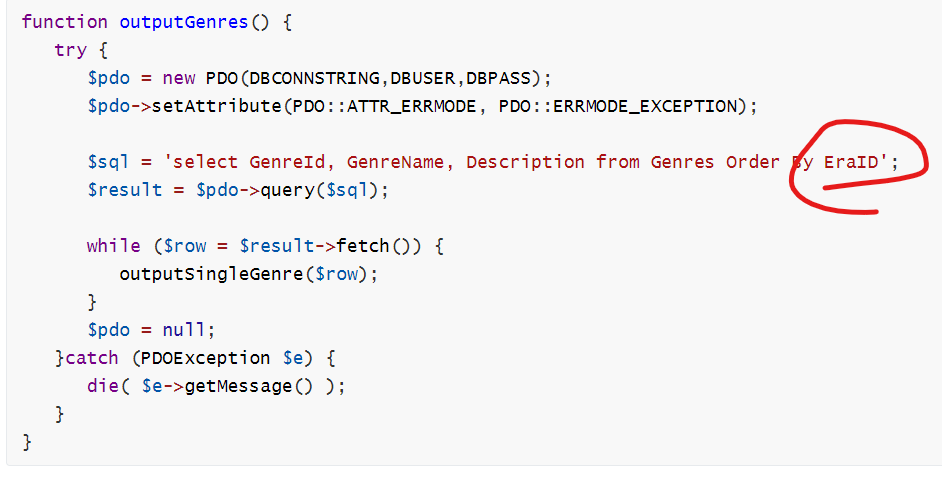 function outputGenres() {
try {
$pdo = new PDO(DBCONNSTRING,DBUSER,DBPASS);
$pdo->setAttribute(PDO::ATTR_ERRMODE, PDO::ERRMODE_EXCEPTION);
$sql = 'select GenreId, GenreName, Description from Genres Order By EraID';
$result = $pdo->query($sql);
while ($row = $result->fetch()) {
outputSingleGenre($row);
}
$pdo = null;
}catch (PDOException $e) {
die( $e->getMessage() );
}
}